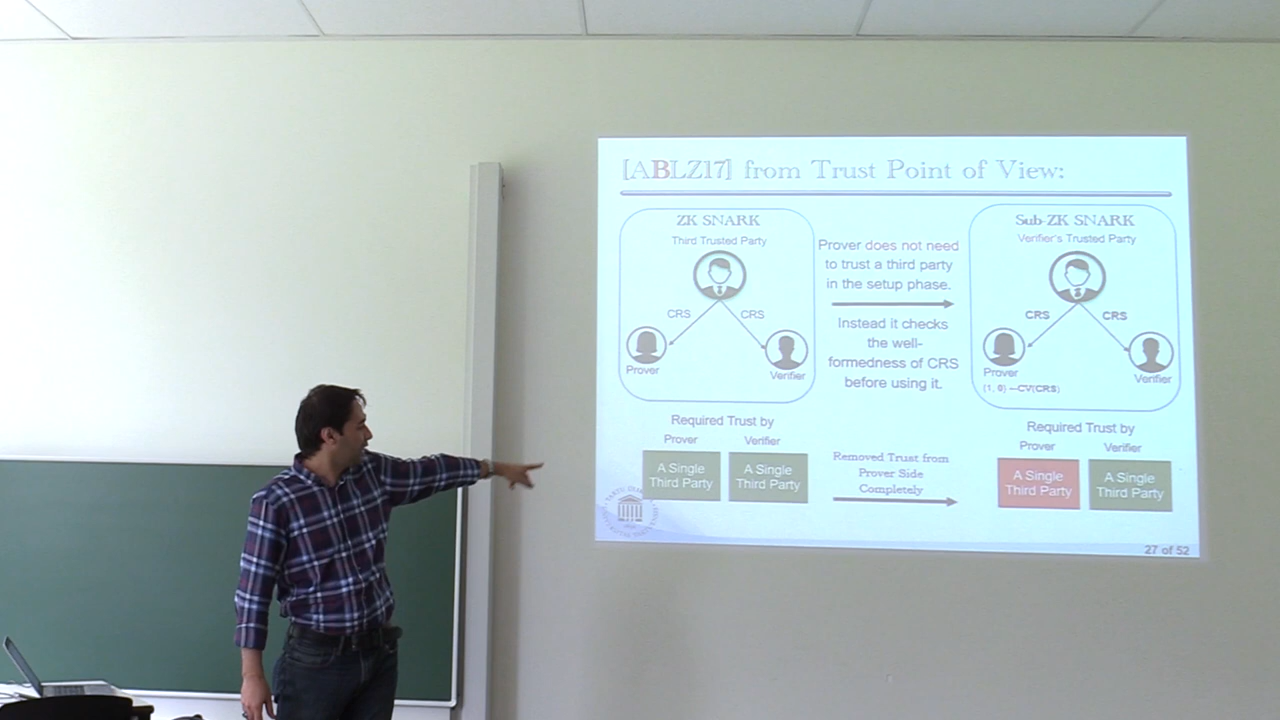 [ABLZ17] from Trust Point of View:
ZK SNARK
Third Trusted Party
CRS
CRS
Prover
Verifier
Prover does not need
to trust a third party
in the setup phase.
Instead it checks
the well-
formedness of CRS
before using it.
Sub-ZK SNARK
Verifier's Trusted Party
CRS
CRS
Prover
Verifier
{1, 0} ←CV(CRS)
Required Trust by
Prover
Verifier
A Single
Third Party
A Single
Third Party
Removed Trust from
Prover Side
Completely
Required Trust by
Prover
Verifier
A Single
Third Party
A Single
Third Party
27 of 52